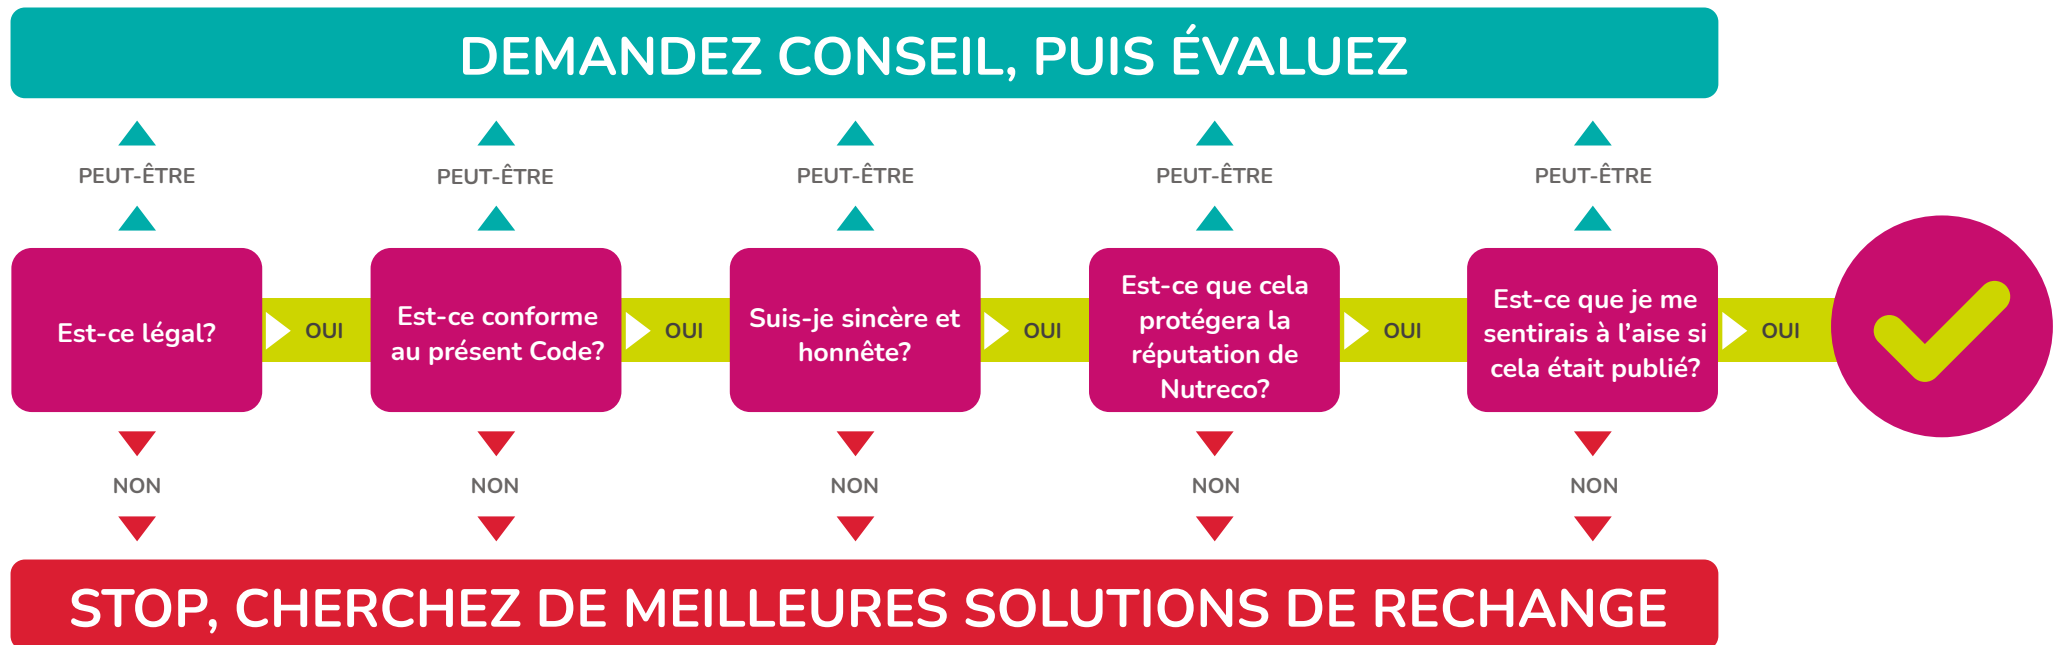 DEMANDEZ CONSEIL, PUIS ÉVALUEZ
PEUT-ÊTRE
PEUT-ÊTRE
PEUT-ÊTRE
PEUT-ÊTRE
PEUT-ÊTRE
Est-ce légal?
OUI
Est-ce conforme
au présent Code?
OUI
Suis-je sincère et
honnête?
OUI
Est-ce que cela
protégera la
réputation de
Nutreco?
OUI
Est-ce que je me
sentirais à l’aise si
cela était publié?
OUI
NON
NON
NON
NON
NON
STOP, CHERCHEZ DE MEILLEURES SOLUTIONS DE RECHANGE